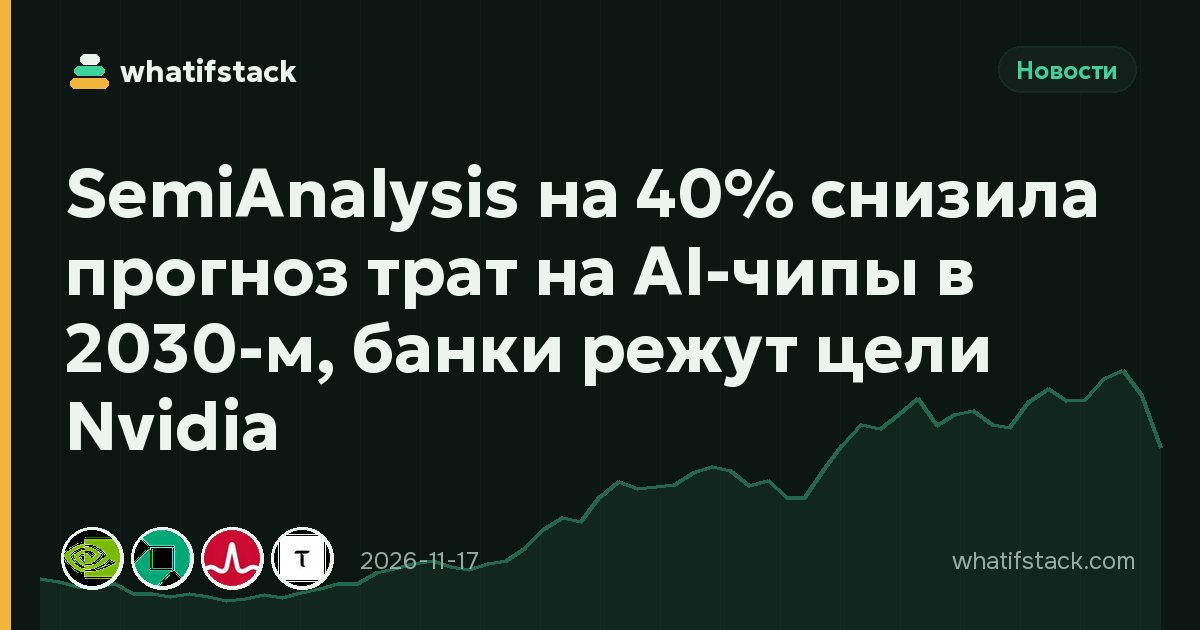 whatifstack
Новости
SemiAnalysis на 40% снизила
прогноз трат на AI-чипы в
2030-м, банки режут цели
Nvidia
τ
2026-11-17
whatifstack.com